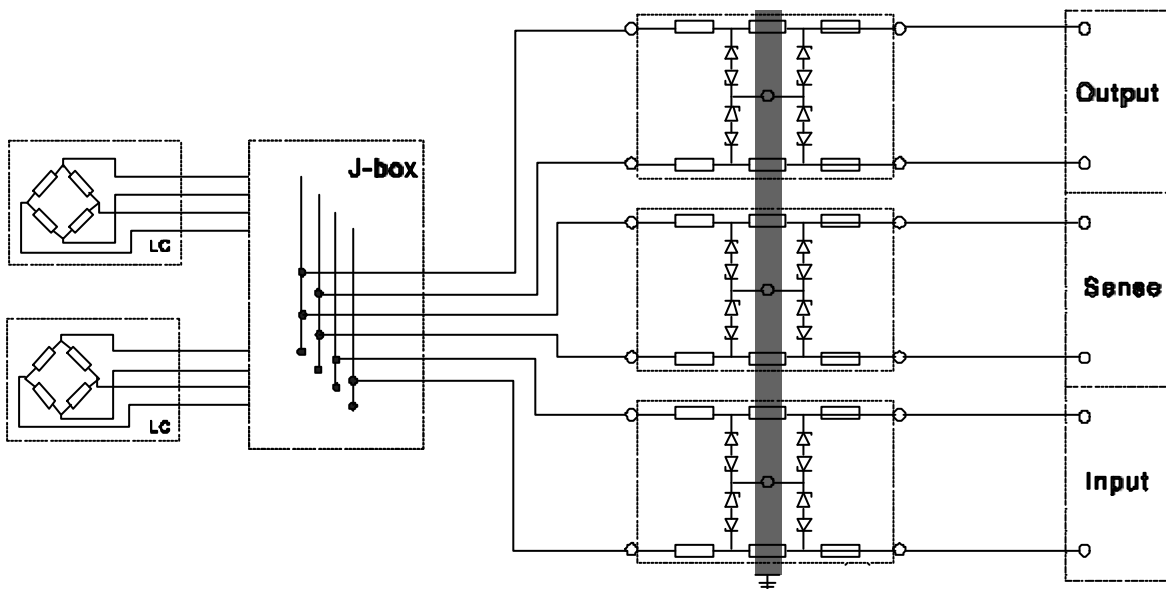 Output
J-box
LC
Sense
LC
Input